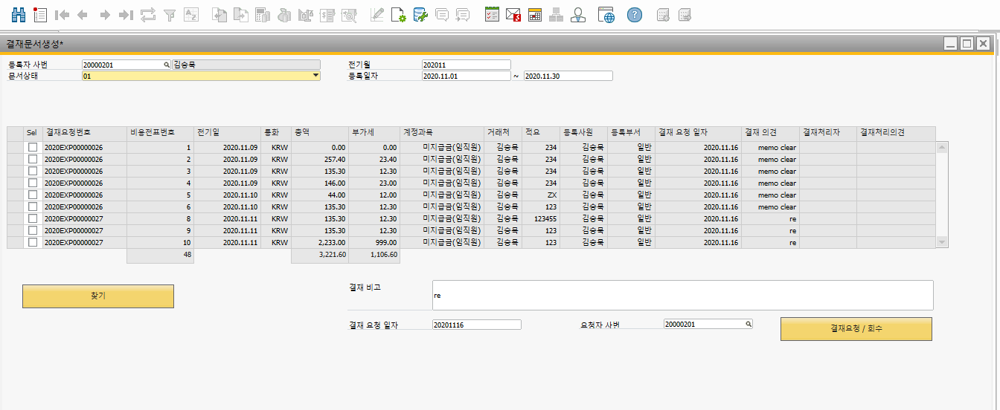 결재문서생성*
등록자 사번 20000201 김승목 전기월 202011
문서상태 01 등록일자 2020.11.01 ~ 2020.11.30
Sel 결재요청번호 비용전표번호 전기일 통화 총액 부가세 계정과목 거래처 적요 등록사원 등록부서 결재 요청 일자 결재 의견 결재처리자 결재처리의견
2020EXP00000026 1 2020.11.09 KRW 0.00 0.00 미지급금(임직원) 김승목 234 김승목 일반 2020.11.16 memo clear
2020EXP00000026 2 2020.11.09 KRW 257.40 23.40 미지급금(임직원) 김승목 234 김승목 일반 2020.11.16 memo clear
2020EXP00000026 3 2020.11.09 KRW 135.30 12.30 미지급금(임직원) 김승목 234 김승목 일반 2020.11.16 memo clear
2020EXP00000026 4 2020.11.09 KRW 146.00 23.00 미지급금(임직원) 김승목 234 김승목 일반 2020.11.16 memo clear
2020EXP00000026 5 2020.11.10 KRW 44.00 12.00 미지급금(임직원) 김승목 ZX 김승목 일반 2020.11.16 memo clear
2020EXP00000026 6 2020.11.10 KRW 135.30 12.30 미지급금(임직원) 김승목 123 김승목 일반 2020.11.16 memo clear
2020EXP00000027 8 2020.11.11 KRW 135.30 12.30 미지급금(임직원) 김승목 123455 김승목 일반 2020.11.16 re
2020EXP00000027 9 2020.11.11 KRW 135.30 12.30 미지급금(임직원) 김승목 123 김승목 일반 2020.11.16 re
2020EXP00000027 10 2020.11.11 KRW 2,233.00 999.00 미지급금(임직원) 김승목 123 김승목 일반 2020.11.16 re
48 3,221.60 1,106.60
찾기
결재 비고 re
결재 요청 일자 20201116 요청자 사번 20000201 결재요청 / 회수